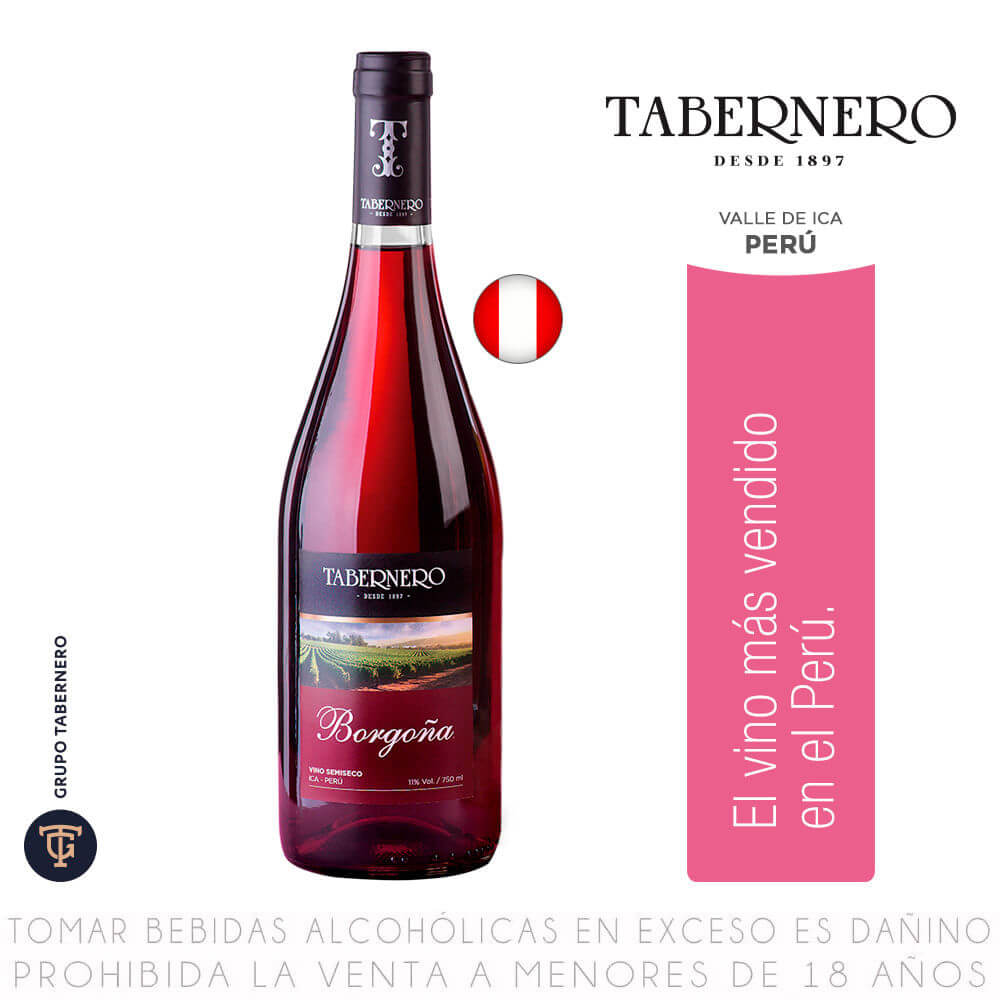 TABERNERO
DESDE 1897
VALLE DE ICA
PERÚ
El vino más vendido
en el Perú.
T
TABERNERO
- DESDE 1897 -
TABERNERO
- DESDE 1897 -
Borgoña
VINO SEMISECO
ICA - PERÚ
11% Vol. / 750 ml
GRUPO TABERNERO
TG
TOMAR BEBIDAS ALCOHÓLICAS EN EXCESO ES DAÑINO
PROHIBIDA LA VENTA A MENORES DE 18 AÑOS